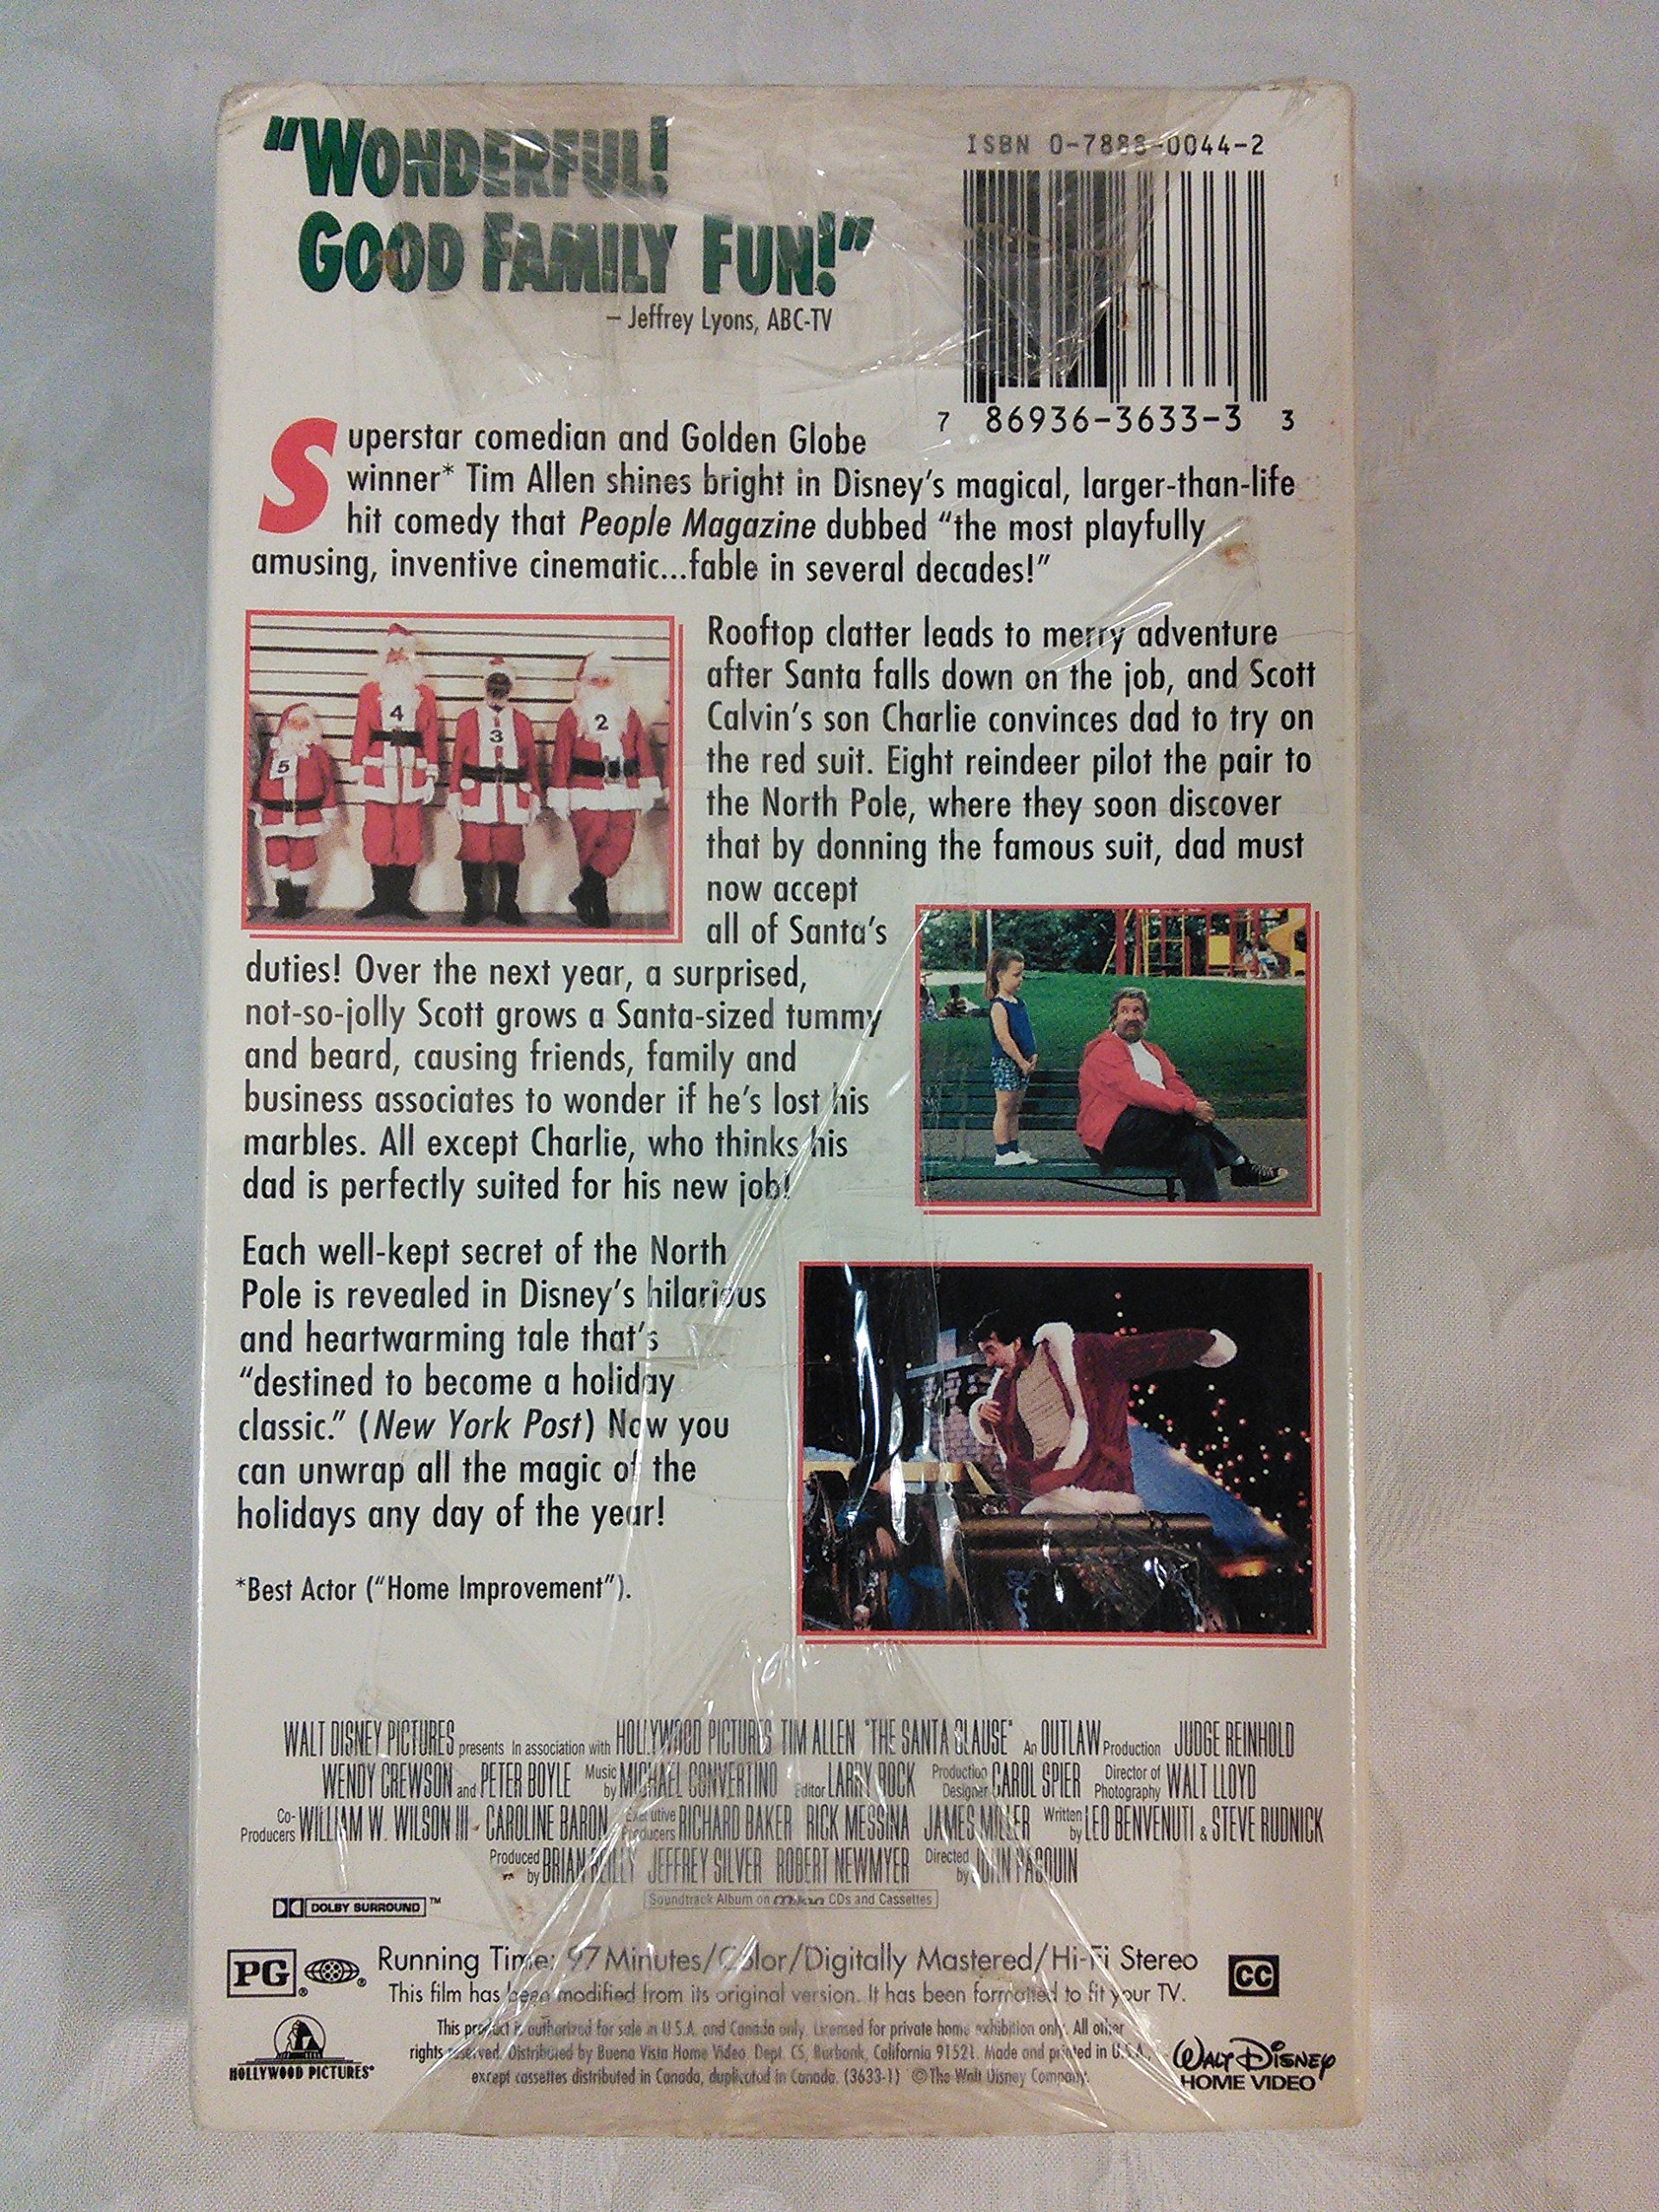 "WONDERFUL!
GOOD FAMILY FUN!"
– Jeffrey Lyons, ABC-TV
ISBN 0-7888-0044-2
7 86936-3633-3 3
Superstar comedian and Golden Globe
winner* Tim Allen shines bright in Disney's magical, larger-than-life
hit comedy that People Magazine dubbed "the most playfully
amusing, inventive cinematic...fable in several decades!"
5
4
3
2
Rooftop clatter leads to merry adventure
after Santa falls down on the job, and Scott
Calvin's son Charlie convinces dad to try on
the red suit. Eight reindeer pilot the pair to
the North Pole, where they soon discover
that by donning the famous suit, dad must
now accept
all of Santa's
duties! Over the next year, a surprised,
not-so-jolly Scott grows a Santa-sized tummy
and beard, causing friends, family and
business associates to wonder if he's lost his
marbles. All except Charlie, who thinks his
dad is perfectly suited for his new job!
Each well-kept secret of the North
Pole is revealed in Disney's hilarious
and heartwarming tale that's
"destined to become a holiday
classic." (New York Post) Now you
can unwrap all the magic of the
holidays any day of the year!
*Best Actor ("Home Improvement").
WALT DISNEY PICTURES presents In association with HOLLYWOOD PICTURES TIM ALLEN "THE SANTA CLAUSE" An OUTLAW Production JUDGE REINHOLD
WENDY CREWSON and PETER BOYLE Music by MICHAEL CONVERTINO Editor LARRY BOCK Production Designer CAROL SPIER Director of Photography WALT LLOYD
Co-Producers WILLIAM W. WILSON III - CAROLINE BARON Executive Producers RICHARD BAKER RICK MESSINA JAMES MILLER Written by LEO BENVENUTI & STEVE RUDNICK
Produced by BRIAN REILLY JEFFREY SILVER ROBERT NEWMYER Directed by JOHN PASQUIN
DOLBY SURROUND ™
Soundtrack Album on Milan CDs and Cassettes
PG ®
Running Time: 97 Minutes/Color/Digitally Mastered/Hi-Fi Stereo
CC
This film has been modified from its original version. It has been formatted to fit your TV.
This product is authorized for sale in U.S.A. and Canada only. Licensed for private home exhibition only. All other
rights reserved. Distributed by Buena Vista Home Video, Dept. CS, Burbank, California 91521. Made and printed in U.S.A.,
except cassettes distributed in Canada, duplicated in Canada. (3633-1) © The Walt Disney Company.
HOLLYWOOD PICTURES®
WALT DISNEY
HOME VIDEO